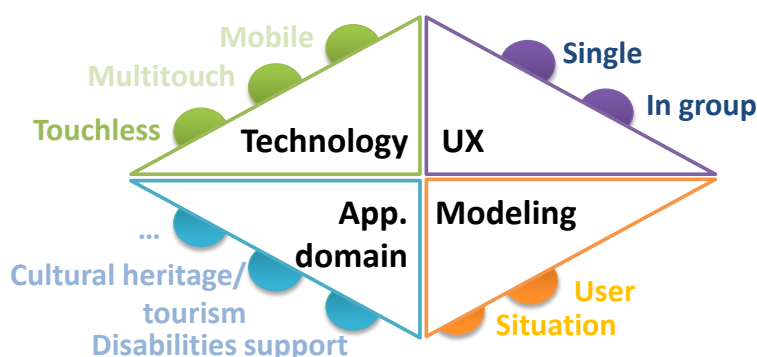 Mobile
Multitouch
Touchless
Technology
UX
Single
In group
App.
domain
Modeling
...
Cultural heritage/
tourism
Disabilities support
User
Situation